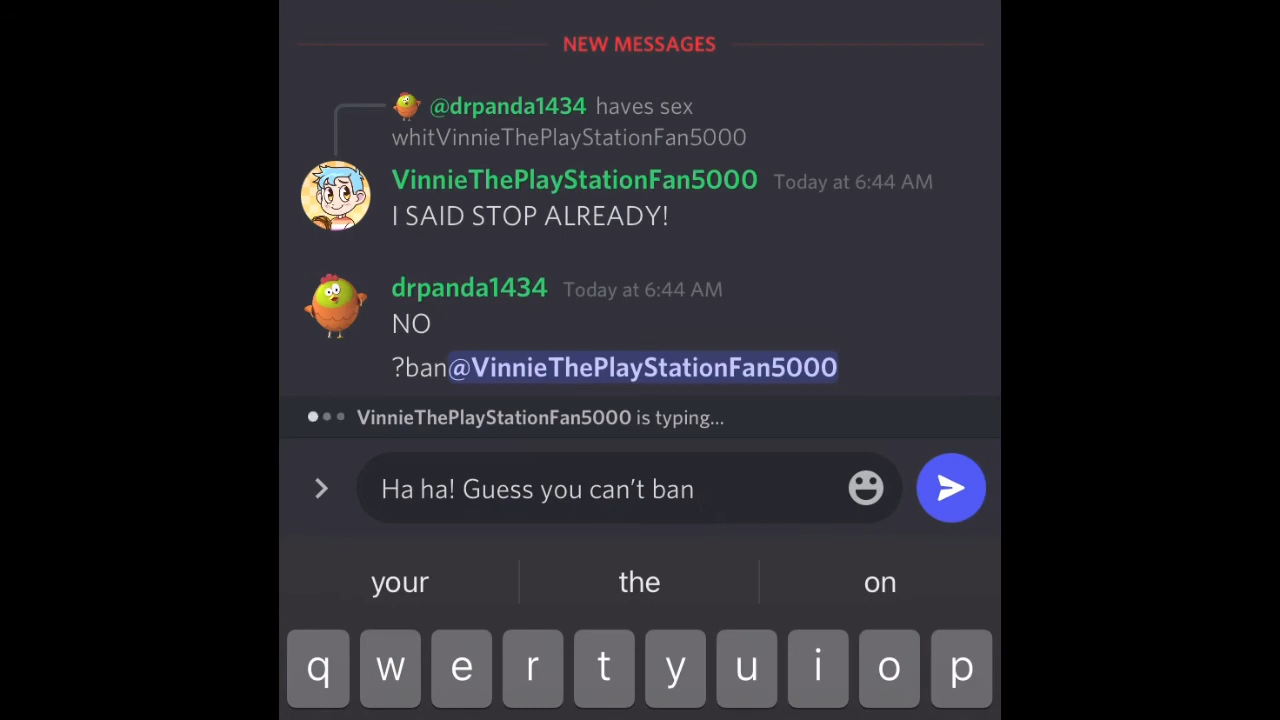 NEW MESSAGES
@drpanda1434 haves sex
whitVinnieThePlayStationFan5000
VinnieThePlayStationFan5000 Today at 6:44 AM
I SAID STOP ALREADY!
drpanda1434 Today at 6:44 AM
NO
?ban@VinnieThePlayStationFan5000
VinnieThePlayStationFan5000 is typing...
Ha ha! Guess you can’t ban
your the on
q w e r t y u i o p